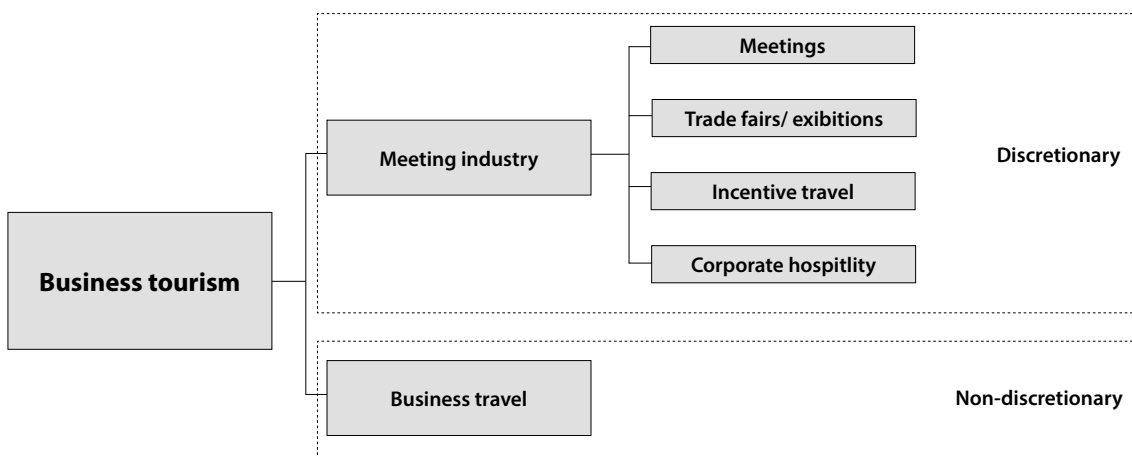 Business tourism
Meeting industry
Meetings
Trade fairs/ exibitions
Incentive travel
Corporate hospitlity
Discretionary
Business travel
Non-discretionary